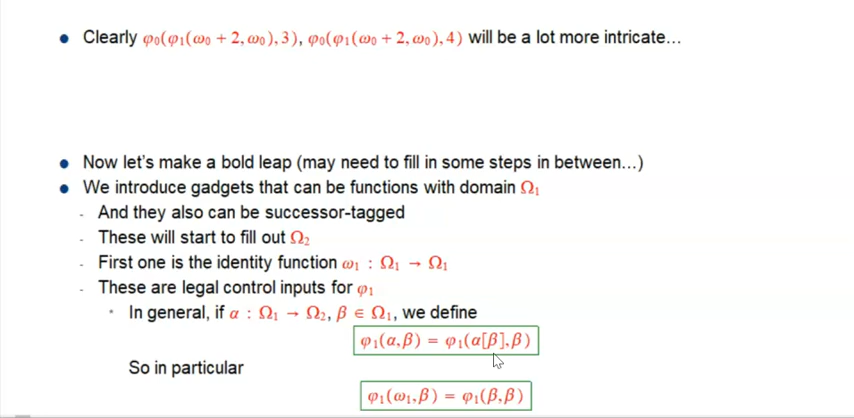 ● Clearly φ₀(φ₁(ω₀ + 2, ω₀), 3), φ₀(φ₁(ω₀ + 2, ω₀), 4) will be a lot more intricate…
● Now let's make a bold leap (may need to fill in some steps in between…)
● We introduce gadgets that can be functions with domain Ω₁
- And they also can be successor-tagged
- These will start to fill out Ω₂
- First one is the identity function ω₁ : Ω₁ → Ω₁
- These are legal control inputs for φ₁
• In general, if α : Ω₁ → Ω₂, β ∈ Ω₁, we define
φ₁(α, β) = φ₁(α[β], β)
So in particular
φ₁(ω₁, β) = φ₁(β, β)